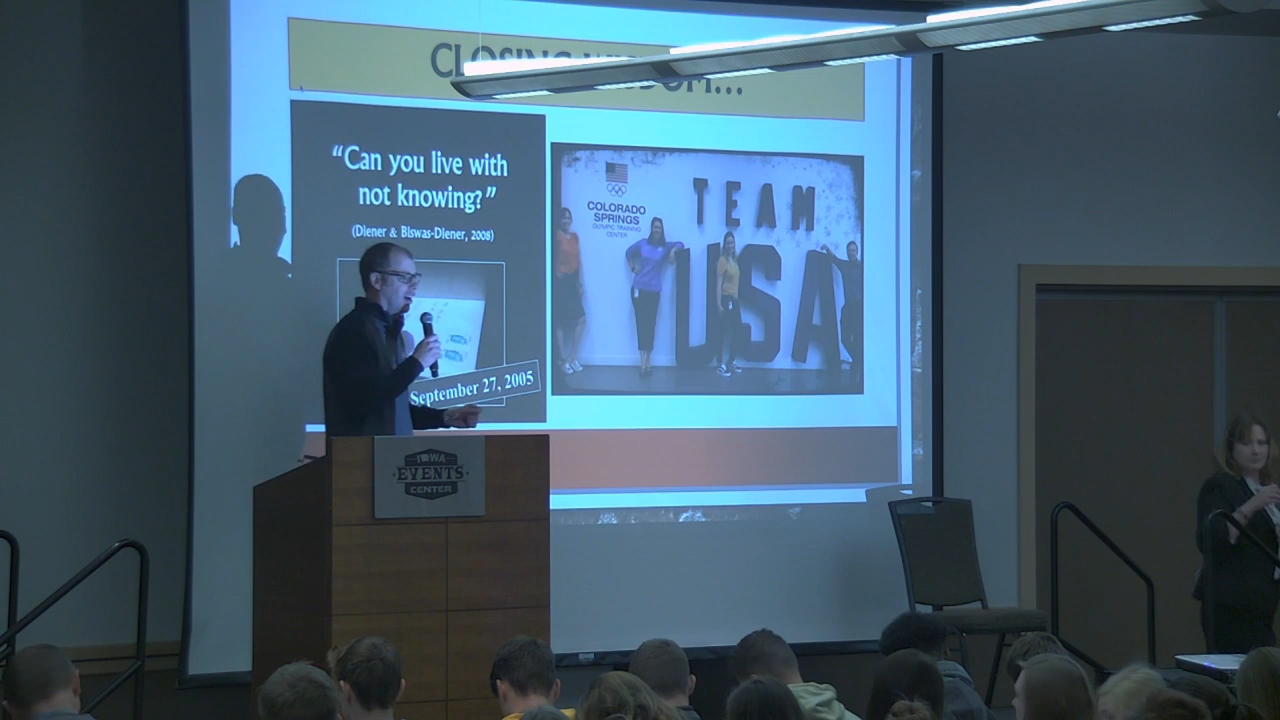 “Can you live with
not knowing?”
(Diener & Biswas-Diener, 2008)
COLORADO
SPRINGS
OLYMPIC TRAINING
CENTER
TEAM
USA
September 27, 2005
IOWA
EVENTS
CENTER